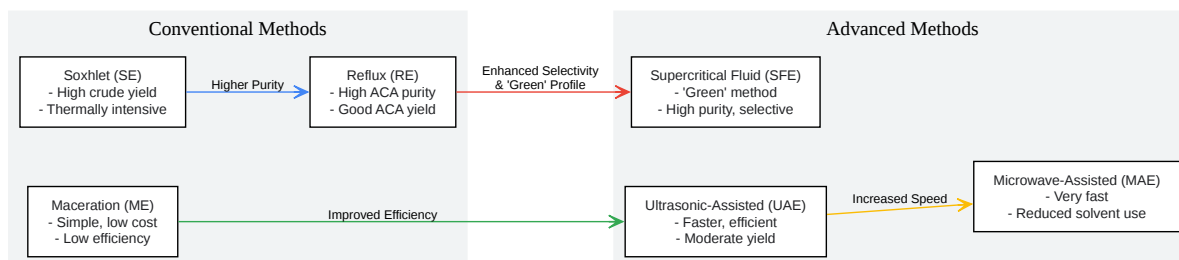 Conventional Methods
Advanced Methods
Soxhlet (SE)
- High crude yield
- Thermally intensive
Higher Purity
Reflux (RE)
- High ACA purity
- Good ACA yield
Enhanced Selectivity
& 'Green' Profile
Supercritical Fluid (SFE)
- 'Green' method
- High purity, selective
Maceration (ME)
- Simple, low cost
- Low efficiency
Improved Efficiency
Ultrasonic-Assisted (UAE)
- Faster, efficient
- Moderate yield
Increased Speed
Microwave-Assisted (MAE)
- Very fast
- Reduced solvent use